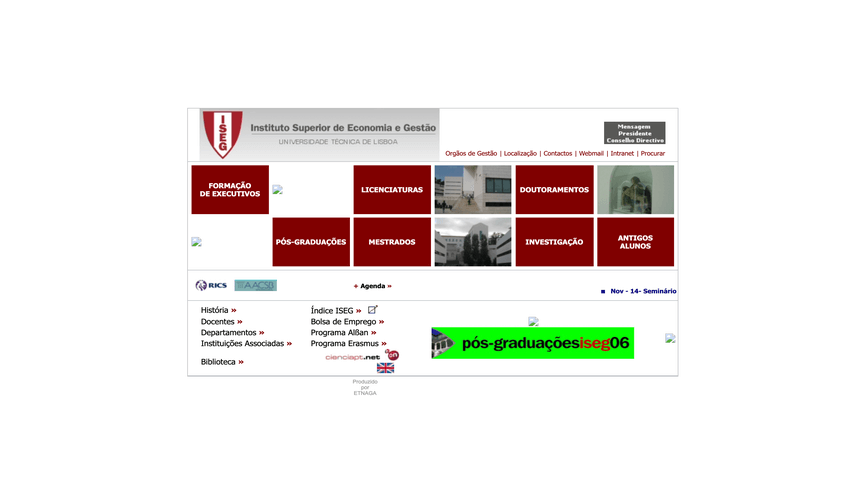 ISEG
Instituto Superior de Economia e Gestão
UNIVERSIDADE TÉCNICA DE LISBOA
Mensagem
Presidente
Conselho Directivo
Orgãos de Gestão | Localização | Contactos | Webmail | Intranet | Procurar
FORMAÇÃO
DE EXECUTIVOS
LICENCIATURAS
DOUTORAMENTOS
PÓS-GRADUAÇÕES
MESTRADOS
INVESTIGAÇÃO
ANTIGOS
ALUNOS
RICS
AACSB
Agenda »
Nov - 14- Seminário
História »
Docentes »
Departamentos »
Instituições Associadas »
Biblioteca »
Índice ISEG »
Bolsa de Emprego »
Programa Alßan »
Programa Erasmus »
cienciapt.net
pós-graduaçõesiseg06
Produzido
por
ETNAGA